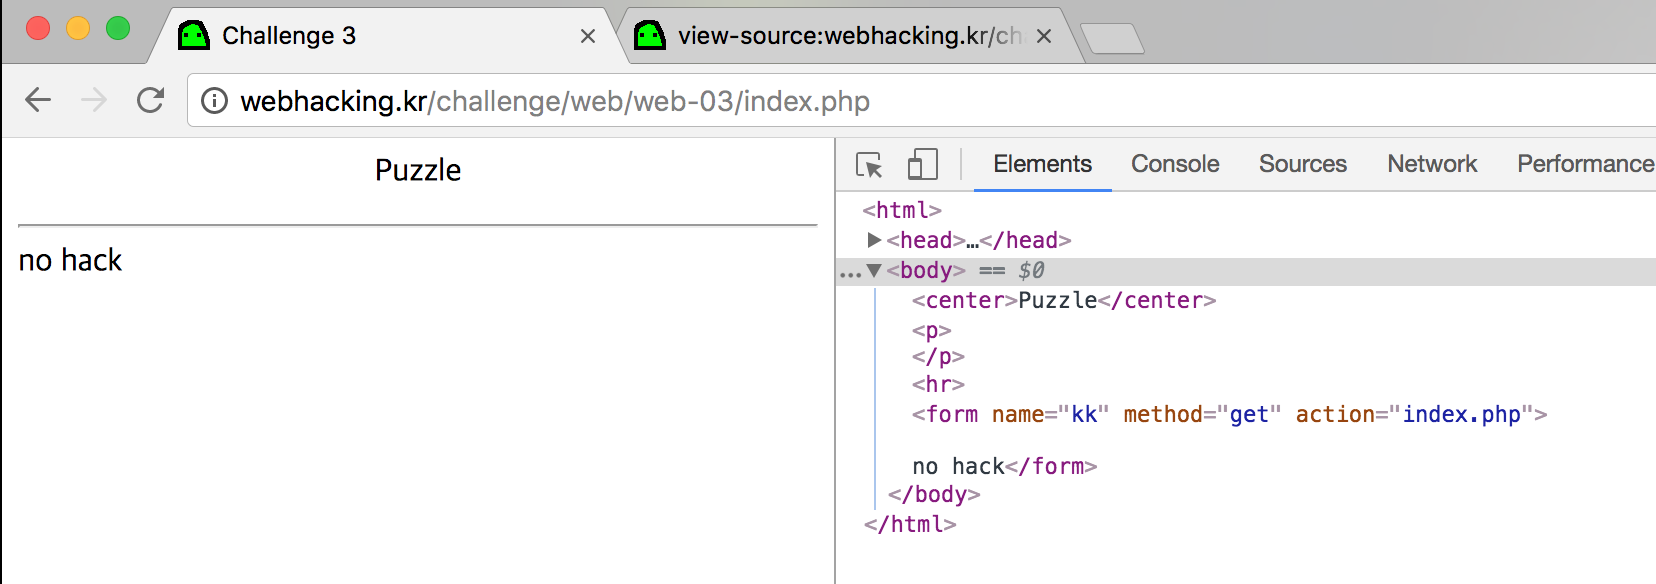 Challenge 3
view-source:webhacking.kr/ch
webhacking.kr/challenge/web/web-03/index.php
Puzzle
no hack
Elements Console Sources Network Performance
<html>
<head>…</head>
...<body> == $0
<center>Puzzle</center>
<p>
</p>
<hr>
<form name="kk" method="get" action="index.php">
no hack</form>
</body>
</html>